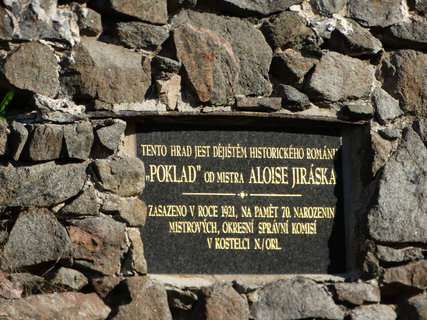 TENTO HRAD JEST DĚJIŠTĚM HISTORICKÉHO ROMÁNU
„POKLAD" OD MISTRA ALOISE JIRÁSKA
ZASAZENO V ROCE 1921, NA PAMĚT 70. NAROZENIN
MISTROVÝCH, OKRESNÍ SPRÁVNÍ KOMISÍ
V KOSTELCI N/ORL.